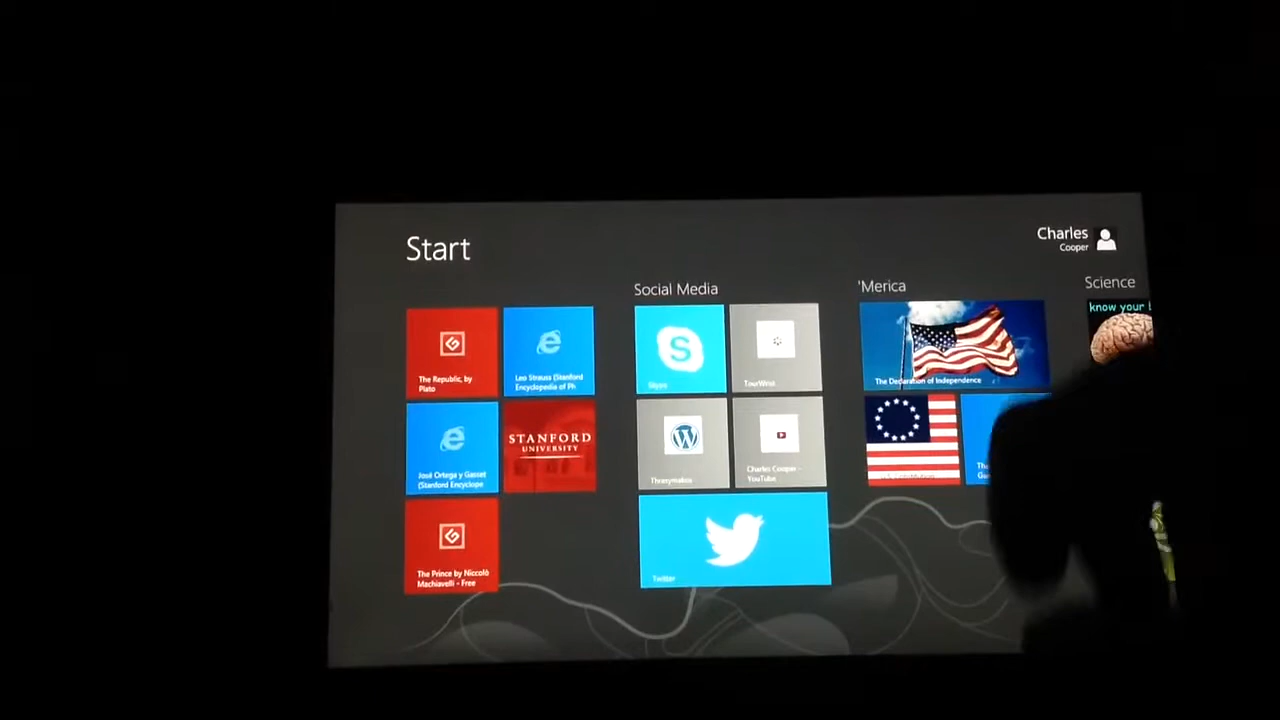 Start
Charles
Cooper
Social Media
'Merica
Science
The Republic, by
Plato
Leo Strauss (Stanford
Encyclopedia of Ph
José Ortega y Gasset
(Stanford Encyclope
STANFORD
UNIVERSITY
The Prince by Niccolò
Machiavelli - Free
S
Skype
TourWrist
Thrasymakos
Charles Cooper -
YouTube
Twitter
The Declaration of Independence
The
know your b